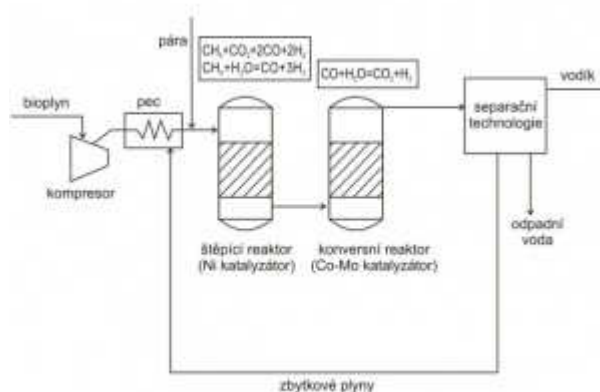 pára
CH₄+CO₂=2CO+2H₂
CH₄+H₂O=CO+3H₂
CO+H₂O=CO₂+H₂
vodík
bioplyn
pec
separační
technologie
kompresor
štěpící reaktor
(Ni katalyzátor)
konversní reaktor
(Co-Mo katalyzátor)
odpadní
voda
zbytkové plyny